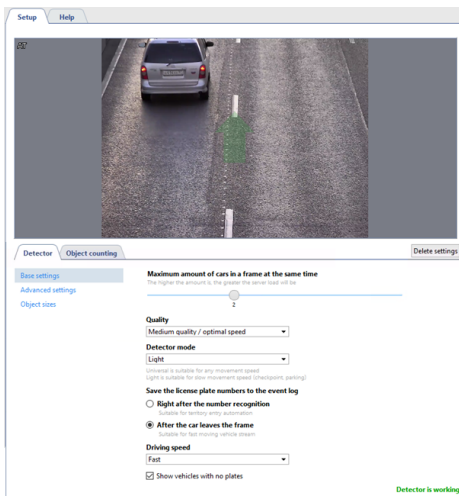 Setup
Help
Detector
Object counting
Delete settings
Base settings
Advanced settings
Object sizes
Maximum amount of cars in a frame at the same time
The higher the amount is, the greater the server load will be
2
Quality
Medium quality / optimal speed
Detector mode
Light
Universal is suitable for any movement speed
Light is suitable for slow movement speed (checkpoint, parking)
Save the license plate numbers to the event log
Right after the number recognition
Suitable for territory entry automation
After the car leaves the frame
Suitable for fast moving vehicle stream
Driving speed
Fast
Show vehicles with no plates
Detector is working